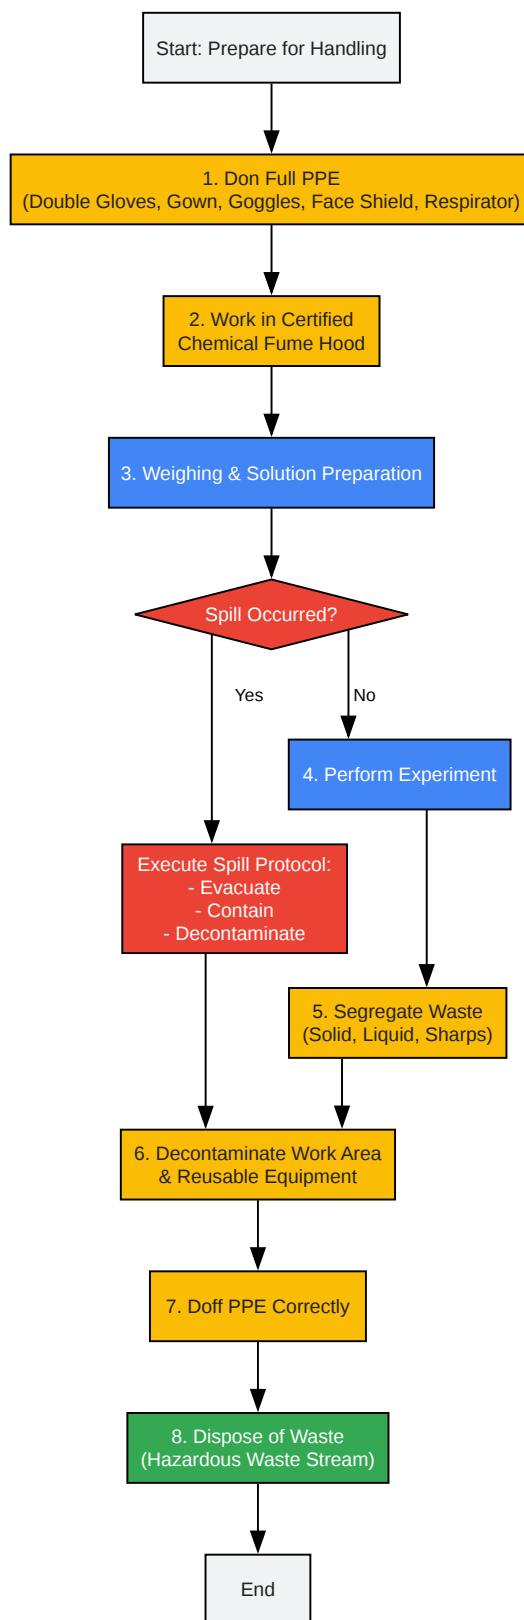 Start: Prepare for Handling
1. Don Full PPE
(Double Gloves, Gown, Goggles, Face Shield, Respirator)
2. Work in Certified
Chemical Fume Hood
3. Weighing & Solution Preparation
Spill Occurred?
Yes
No
4. Perform Experiment
Execute Spill Protocol:
- Evacuate
- Contain
- Decontaminate
5. Segregate Waste
(Solid, Liquid, Sharps)
6. Decontaminate Work Area
& Reusable Equipment
7. Doff PPE Correctly
8. Dispose of Waste
(Hazardous Waste Stream)
End